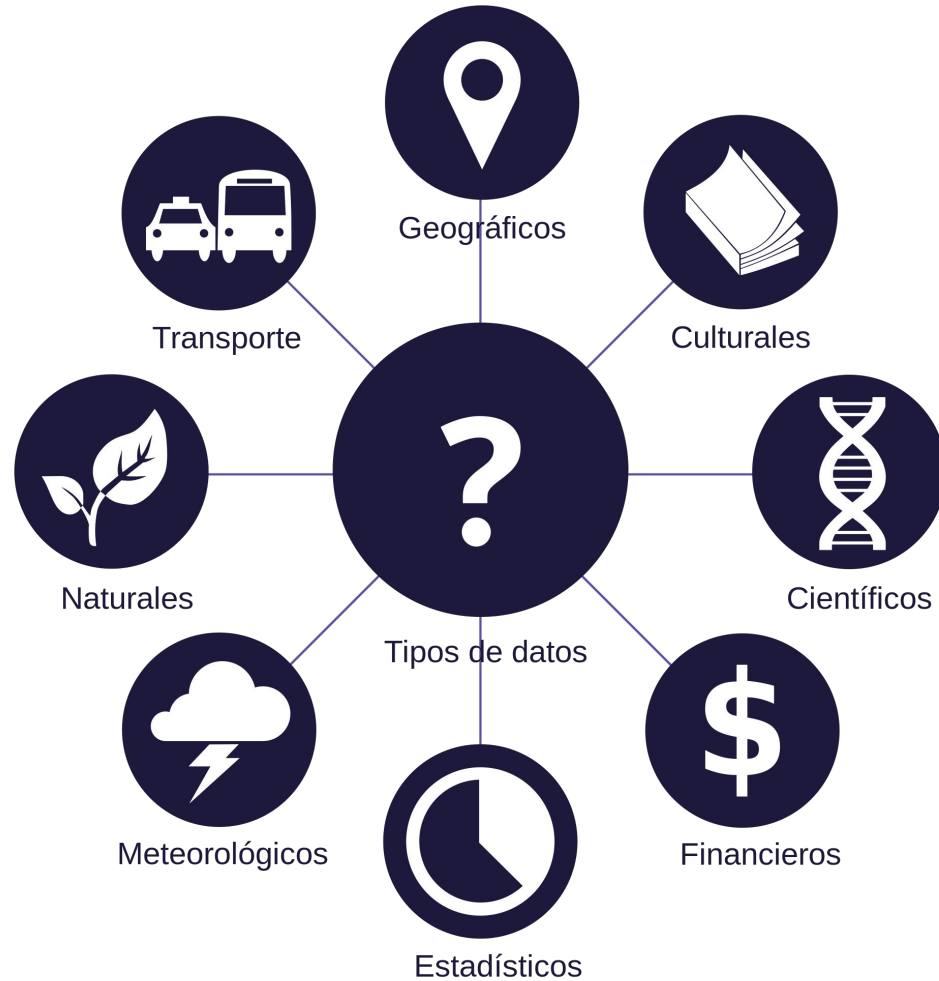 Geográficos
Transporte
Culturales
?
Naturales
Científicos
Tipos de datos
$
Meteorológicos
Financieros
Estadísticos